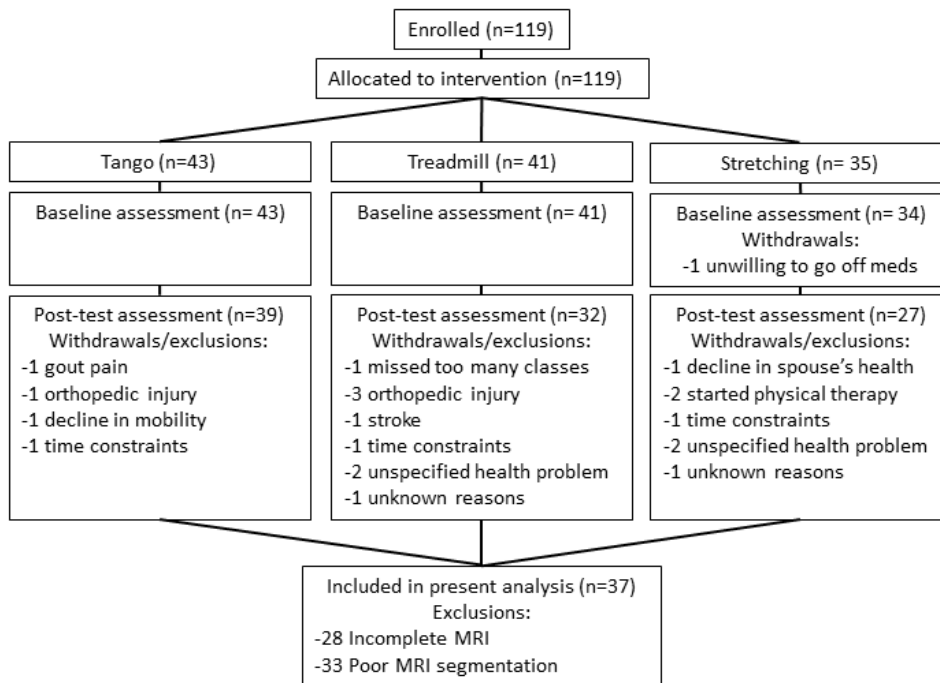 Enrolled (n=119)
Allocated to intervention (n=119)
Tango (n=43)
Baseline assessment (n= 43)
Post-test assessment (n=39)
Withdrawals/exclusions:
-1 gout pain
-1 orthopedic injury
-1 decline in mobility
-1 time constraints
Treadmill (n= 41)
Baseline assessment (n= 41)
Post-test assessment (n=32)
Withdrawals/exclusions:
-1 missed too many classes
-3 orthopedic injury
-1 stroke
-1 time constraints
-2 unspecified health problem
-1 unknown reasons
Stretching (n= 35)
Baseline assessment (n= 34)
Withdrawals:
-1 unwilling to go off meds
Post-test assessment (n=27)
Withdrawals/exclusions:
-1 decline in spouse’s health
-2 started physical therapy
-1 time constraints
-2 unspecified health problem
-1 unknown reasons
Included in present analysis (n=37)
Exclusions:
-28 Incomplete MRI
-33 Poor MRI segmentation